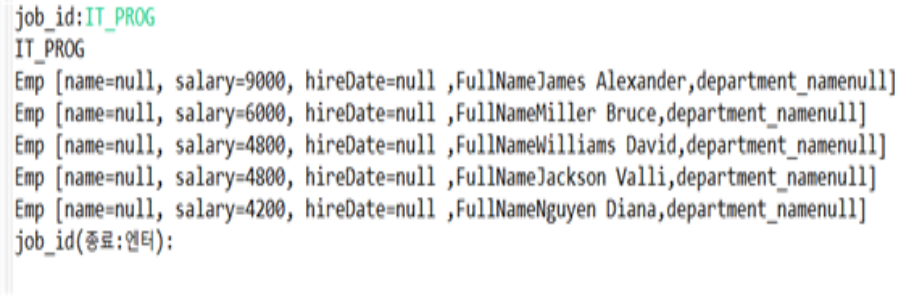 job_id:IT_PROG
IT_PROG
Emp [name=null, salary=9000, hireDate=null ,FullNameJames Alexander,department_namenull]
Emp [name=null, salary=6000, hireDate=null ,FullNameMiller Bruce,department_namenull]
Emp [name=null, salary=4800, hireDate=null ,FullNameWilliams David,department_namenull]
Emp [name=null, salary=4800, hireDate=null ,FullNameJackson Valli,department_namenull]
Emp [name=null, salary=4200, hireDate=null ,FullNameNguyen Diana,department_namenull]
job_id(종료:엔터):